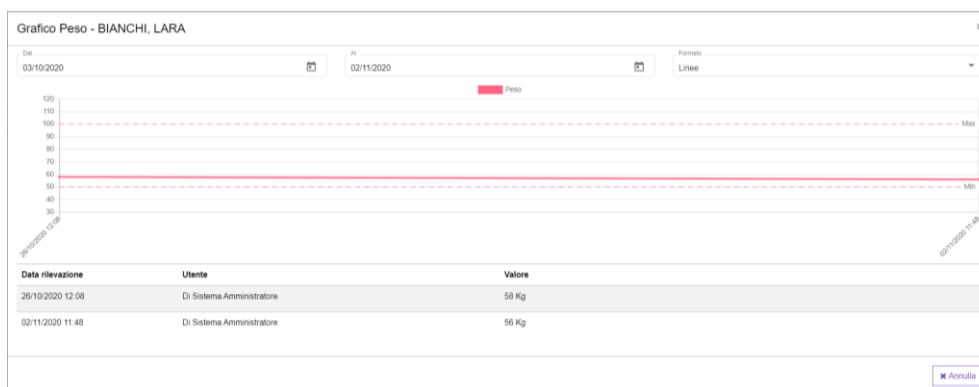 Grafico Peso - BIANCHI, LARA
Dal
03/10/2020
Al
02/11/2020
Formato
Linee
Peso
120
110
100
90
80
70
60
50
40
30
Max
Min
26/10/2020 12:08
02/11/2020 11:48
Data rilevazione Utente Valore
26/10/2020 12:08 Di Sistema Amministratore 58 Kg
02/11/2020 11:48 Di Sistema Amministratore 56 Kg
× Annulla